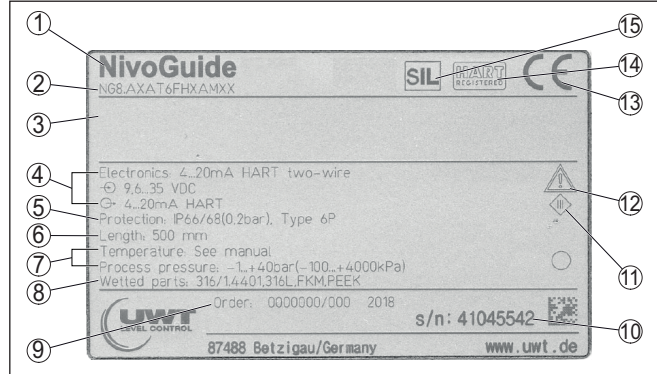 1
2
3
4
5
6
7
8
9
10
11
12
13
14
15
NivoGuide
NG8.AXAT6FHXAMXX
SIL
HART
REGISTERED
CE
Electronics: 4...20mA HART two-wire
9,6...35 VDC
4...20mA HART
Protection: IP66/68(0.2bar), Type 6P
Length: 500 mm
Temperature: See manual
Process pressure: -1...+40bar(-100...+4000kPa)
Wetted parts: 316/1.4401,316L,FKM,PEEK
Order: 0000000/000 2018
s/n: 41045542
UWT
LEVEL CONTROL
87488 Betzigau/Germany
www.uwt.de